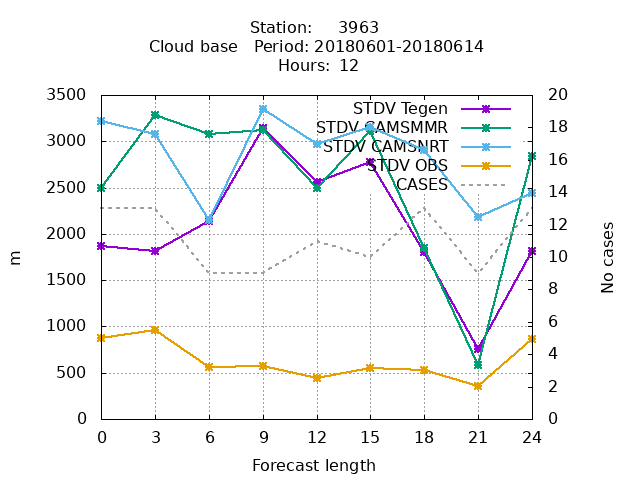 Station: 3963
Cloud base Period: 20180601-20180614
Hours: 12
3500
3000
2500
2000
1500
1000
500
0
m
20
18
16
14
12
10
8
6
4
2
0
No cases
STDV Tegen
STDV CAMSMMR
STDV CAMSNRT
STDV OBS
CASES
0 3 6 9 12 15 18 21 24
Forecast length